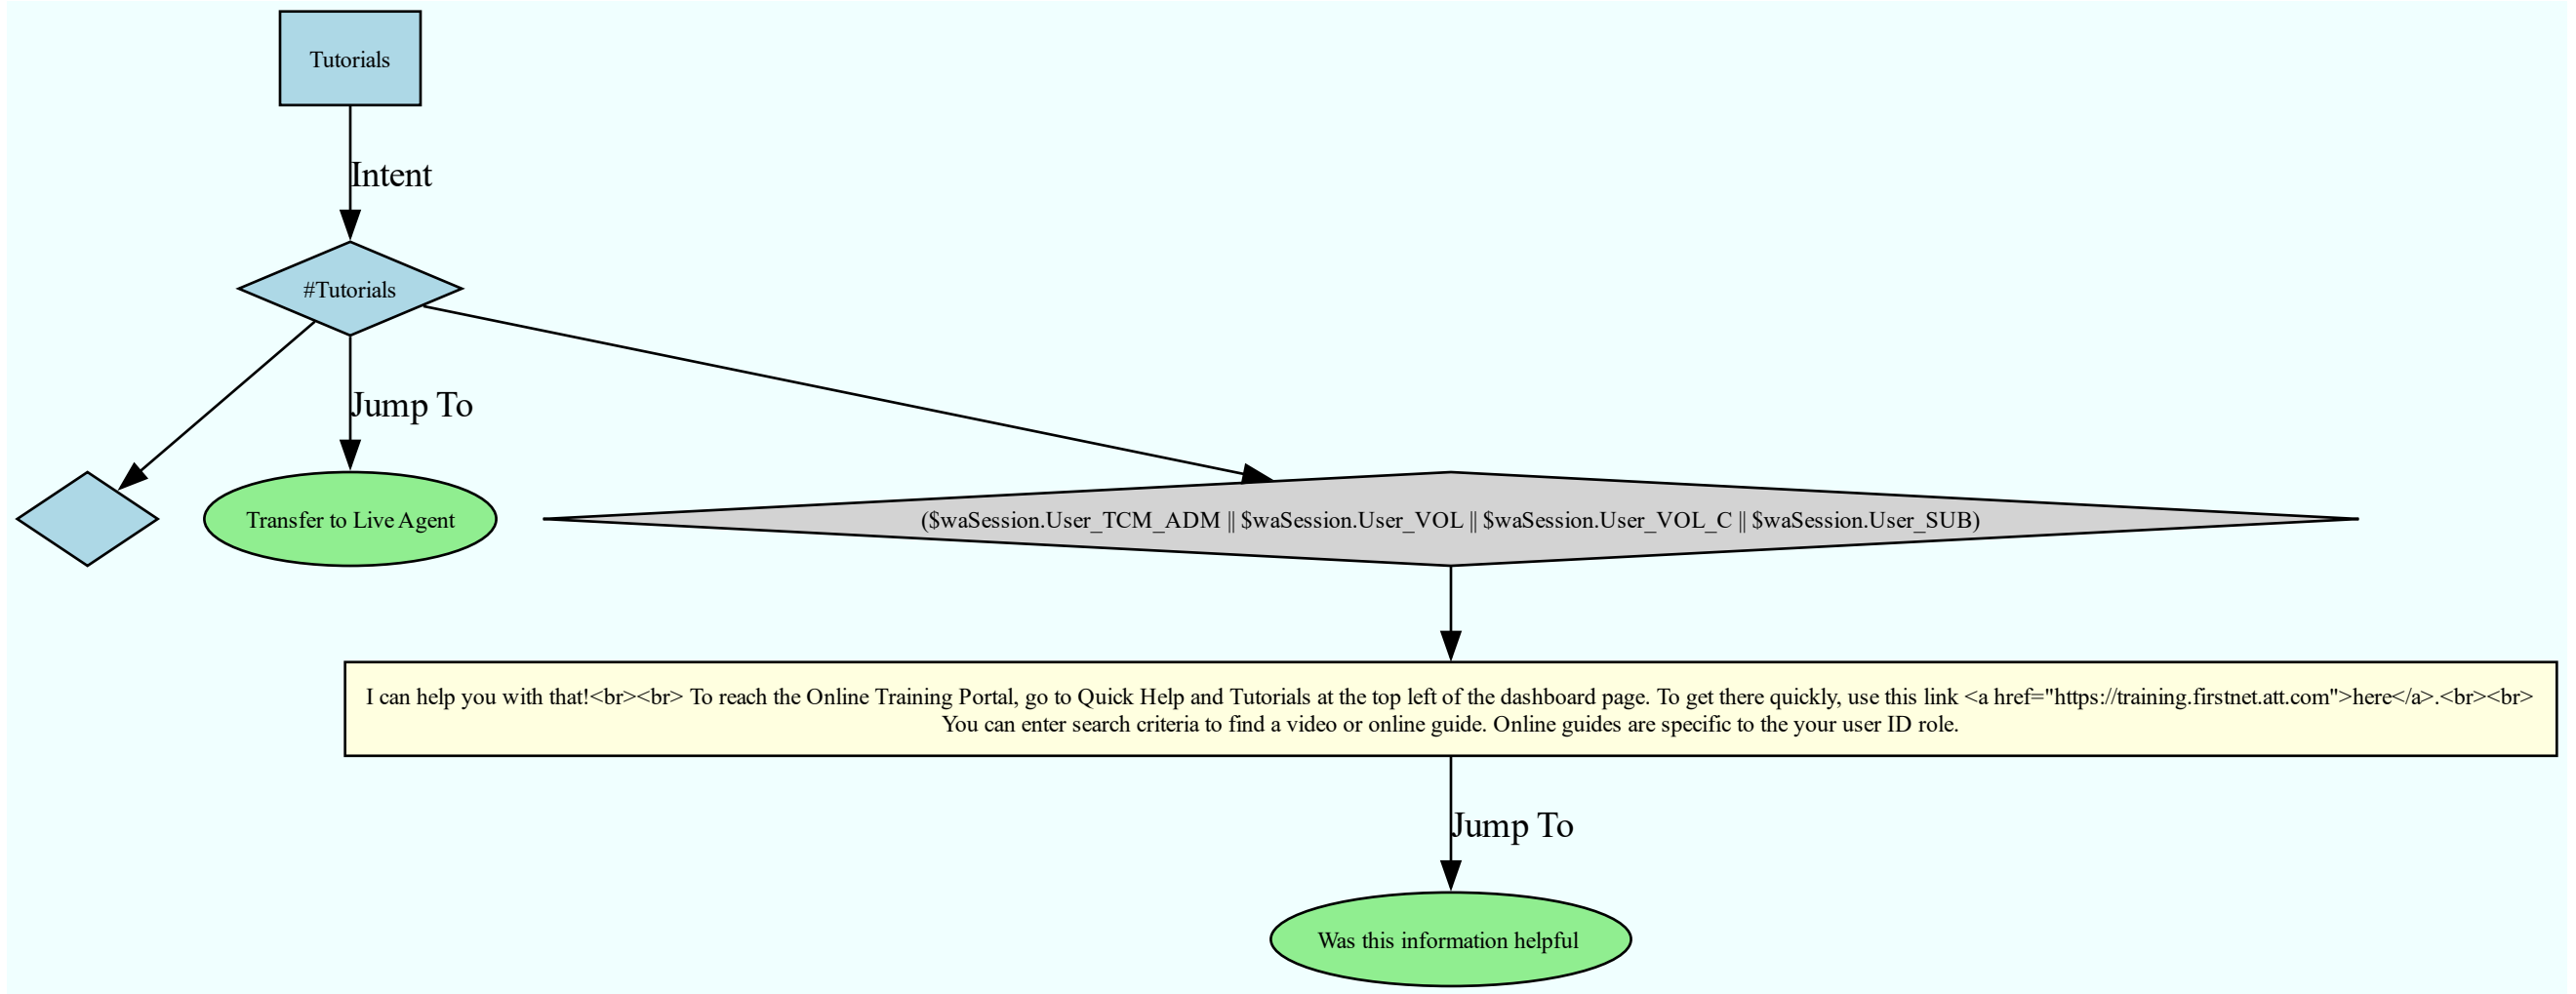 Tutorials
Intent
#Tutorials
Jump To
Transfer to Live Agent
($waSession.User_TCM_ADM || $waSession.User_VOL || $waSession.User_VOL_C || $waSession.User_SUB)
I can help you with that!<br><br> To reach the Online Training Portal, go to Quick Help and Tutorials at the top left of the dashboard page. To get there quickly, use this link <a href="https://training.firstnet.att.com">here</a>.<br><br>
You can enter search criteria to find a video or online guide. Online guides are specific to the your user ID role.
Jump To
Was this information helpful